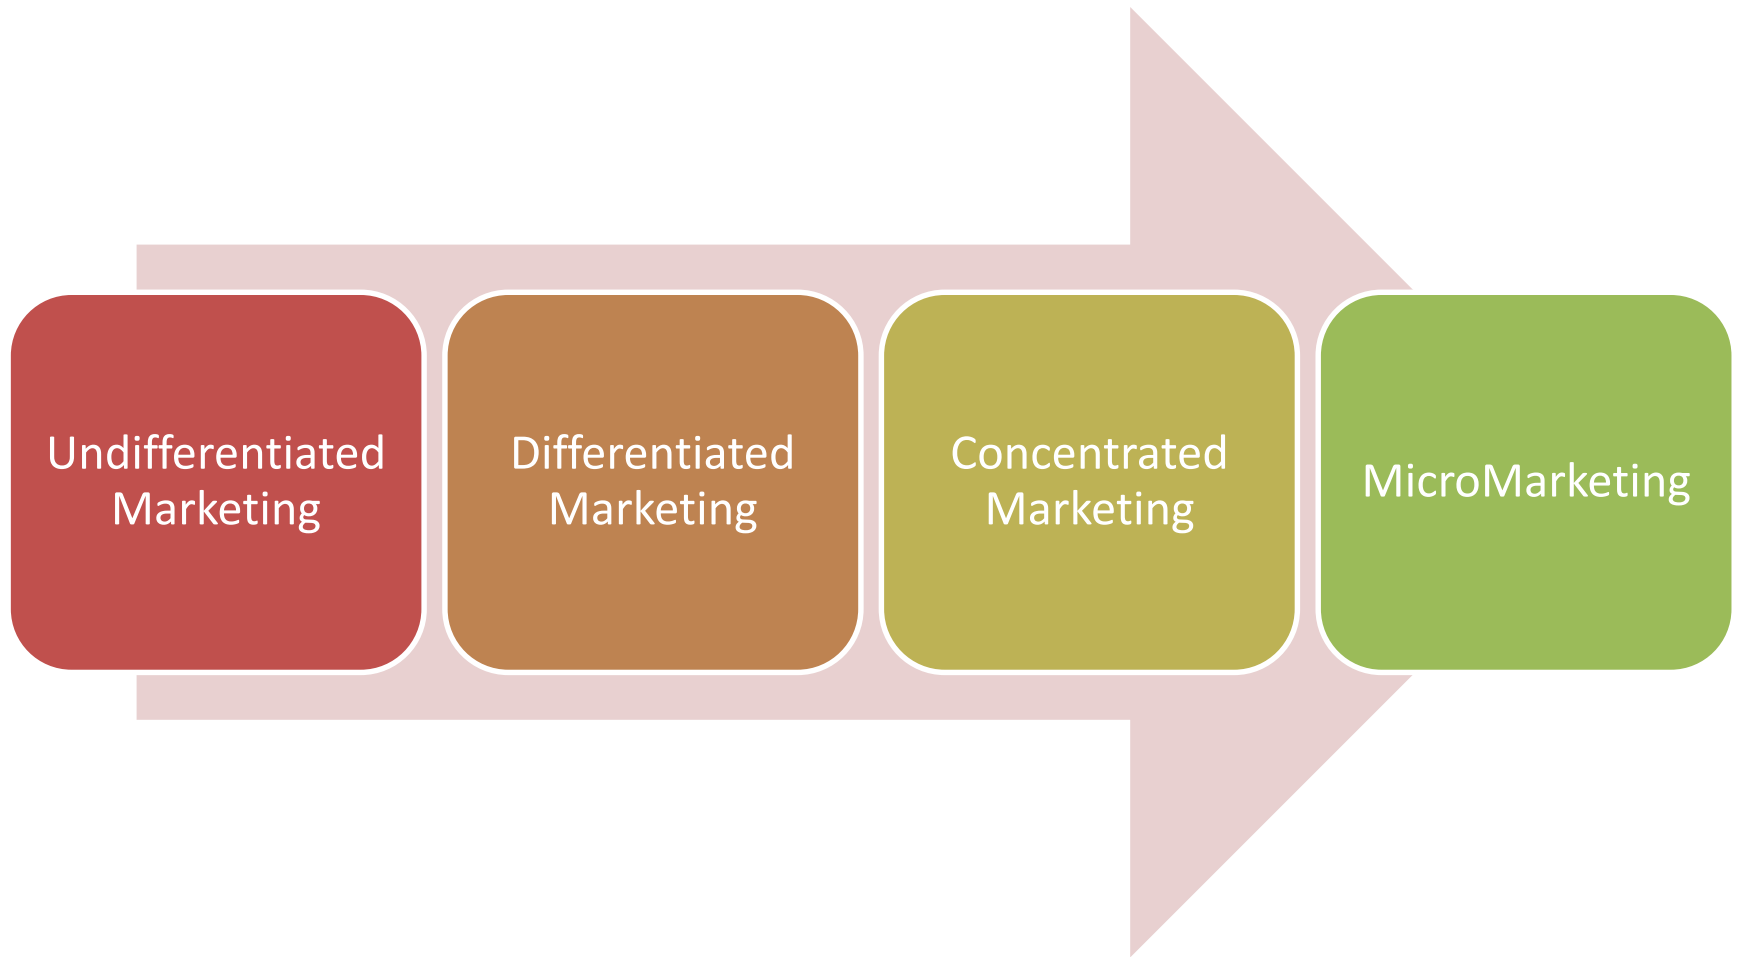 Undifferentiated
Marketing
Differentiated
Marketing
Concentrated
Marketing
MicroMarketing